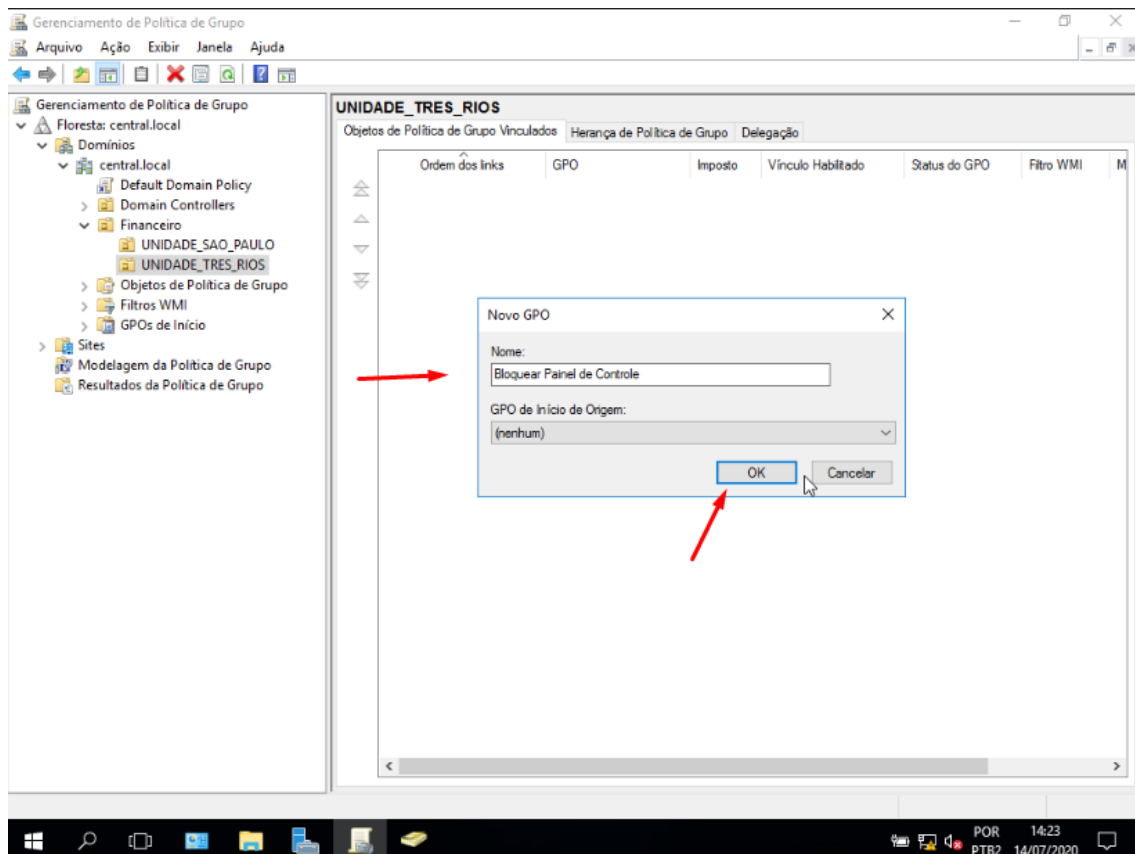 Gerenciamento de Política de Grupo
Arquivo Ação Exibir Janela Ajuda
Gerenciamento de Política de Grupo
Floresta: central.local
Domínios
central.local
Default Domain Policy
Domain Controllers
Financeiro
UNIDADE_SAO_PAULO
UNIDADE_TRES_RIOS
Objetos de Política de Grupo
Filtros WMI
GPOs de Início
Sites
Modelagem da Política de Grupo
Resultados da Política de Grupo
UNIDADE_TRES_RIOS
Objetos de Política de Grupo Vinculados Herança de Política de Grupo Delegação
Ordem dos links GPO Imposto Vínculo Habilitado Status do GPO Filtro WMI M
Novo GPO
Nome:
Bloquear Painel de Controle
GPO de Início de Origem:
(nenhum)
OK Cancelar
POR 14:23
PTB2 14/07/2020